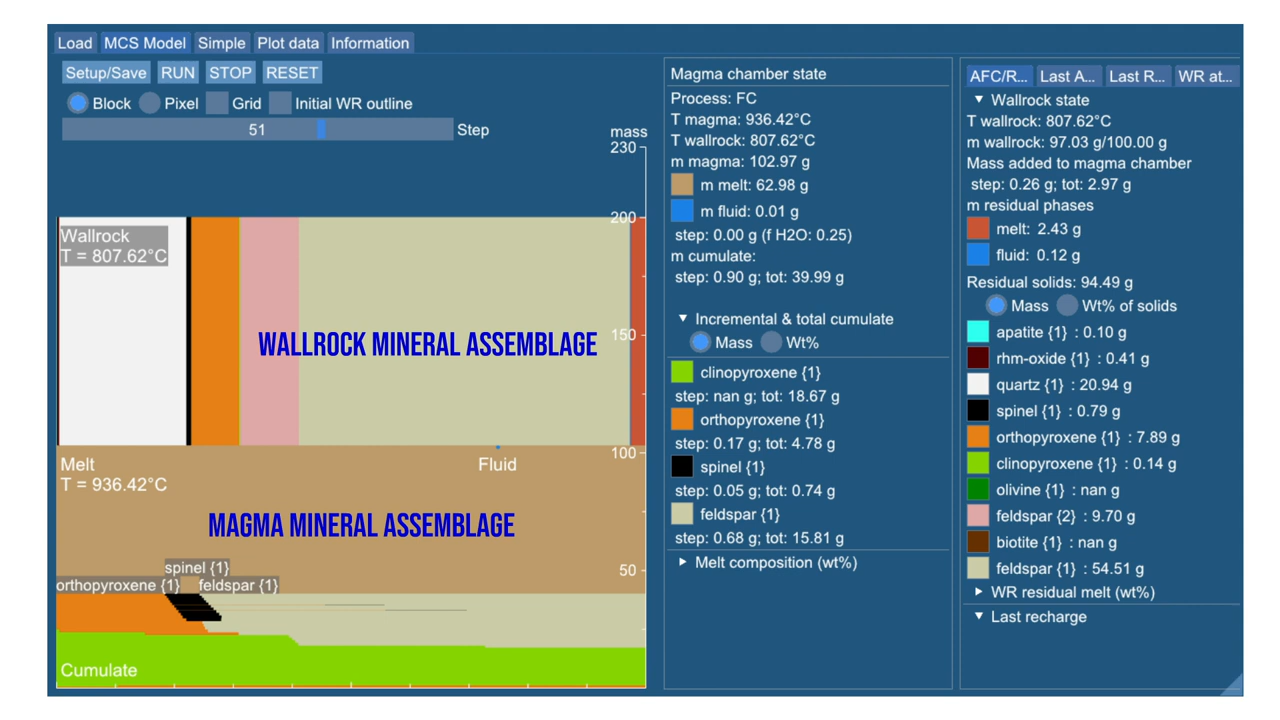 Load MCS Model Simple Plot data Information
Setup/Save RUN STOP RESET
Block Pixel Grid Initial WR outline
51 Step
mass
230
200
150
100
50
Wallrock
T = 807.62°C
WALLROCK MINERAL ASSEMBLAGE
Melt
T = 936.42°C
Fluid
MAGMA MINERAL ASSEMBLAGE
spinel {1}
orthopyroxene {1} feldspar {1}
Cumulate
Magma chamber state
Process: FC
T magma: 936.42°C
T wallrock: 807.62°C
m magma: 102.97 g
m melt: 62.98 g
m fluid: 0.01 g
step: 0.00 g (f H2O: 0.25)
m cumulate:
step: 0.90 g; tot: 39.99 g
Incremental & total cumulate
Mass Wt%
clinopyroxene {1}
step: nan g; tot: 18.67 g
orthopyroxene {1}
step: 0.17 g; tot: 4.78 g
spinel {1}
step: 0.05 g; tot: 0.74 g
feldspar {1}
step: 0.68 g; tot: 15.81 g
Melt composition (wt%)
AFC/R... Last A... Last R... WR at...
Wallrock state
T wallrock: 807.62°C
m wallrock: 97.03 g/100.00 g
Mass added to magma chamber
step: 0.26 g; tot: 2.97 g
m residual phases
melt: 2.43 g
fluid: 0.12 g
Residual solids: 94.49 g
Mass Wt% of solids
apatite {1} : 0.10 g
rhm-oxide {1} : 0.41 g
quartz {1} : 20.94 g
spinel {1} : 0.79 g
orthopyroxene {1} : 7.89 g
clinopyroxene {1} : 0.14 g
olivine {1} : nan g
feldspar {2} : 9.70 g
biotite {1} : nan g
feldspar {1} : 54.51 g
WR residual melt (wt%)
Last recharge